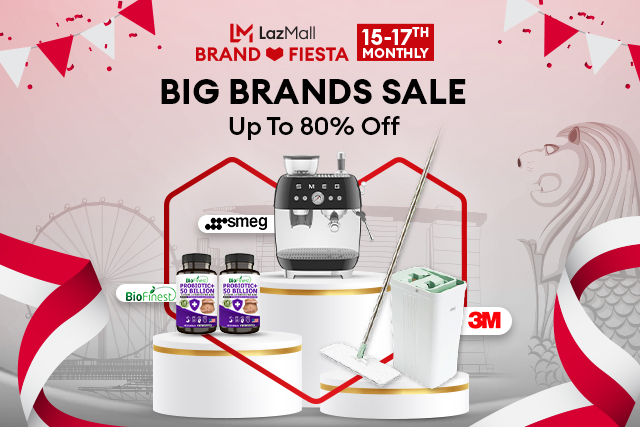 LM LazMall
BRAND FIESTA
15-17TH
MONTHLY
BIG BRANDS SALE
Up To 80% Off
SMEG
smeg
BioFinest
BioFinest
PROBIOTIC+
50 BILLION
BioFinest
PROBIOTIC+
50 BILLION
3M